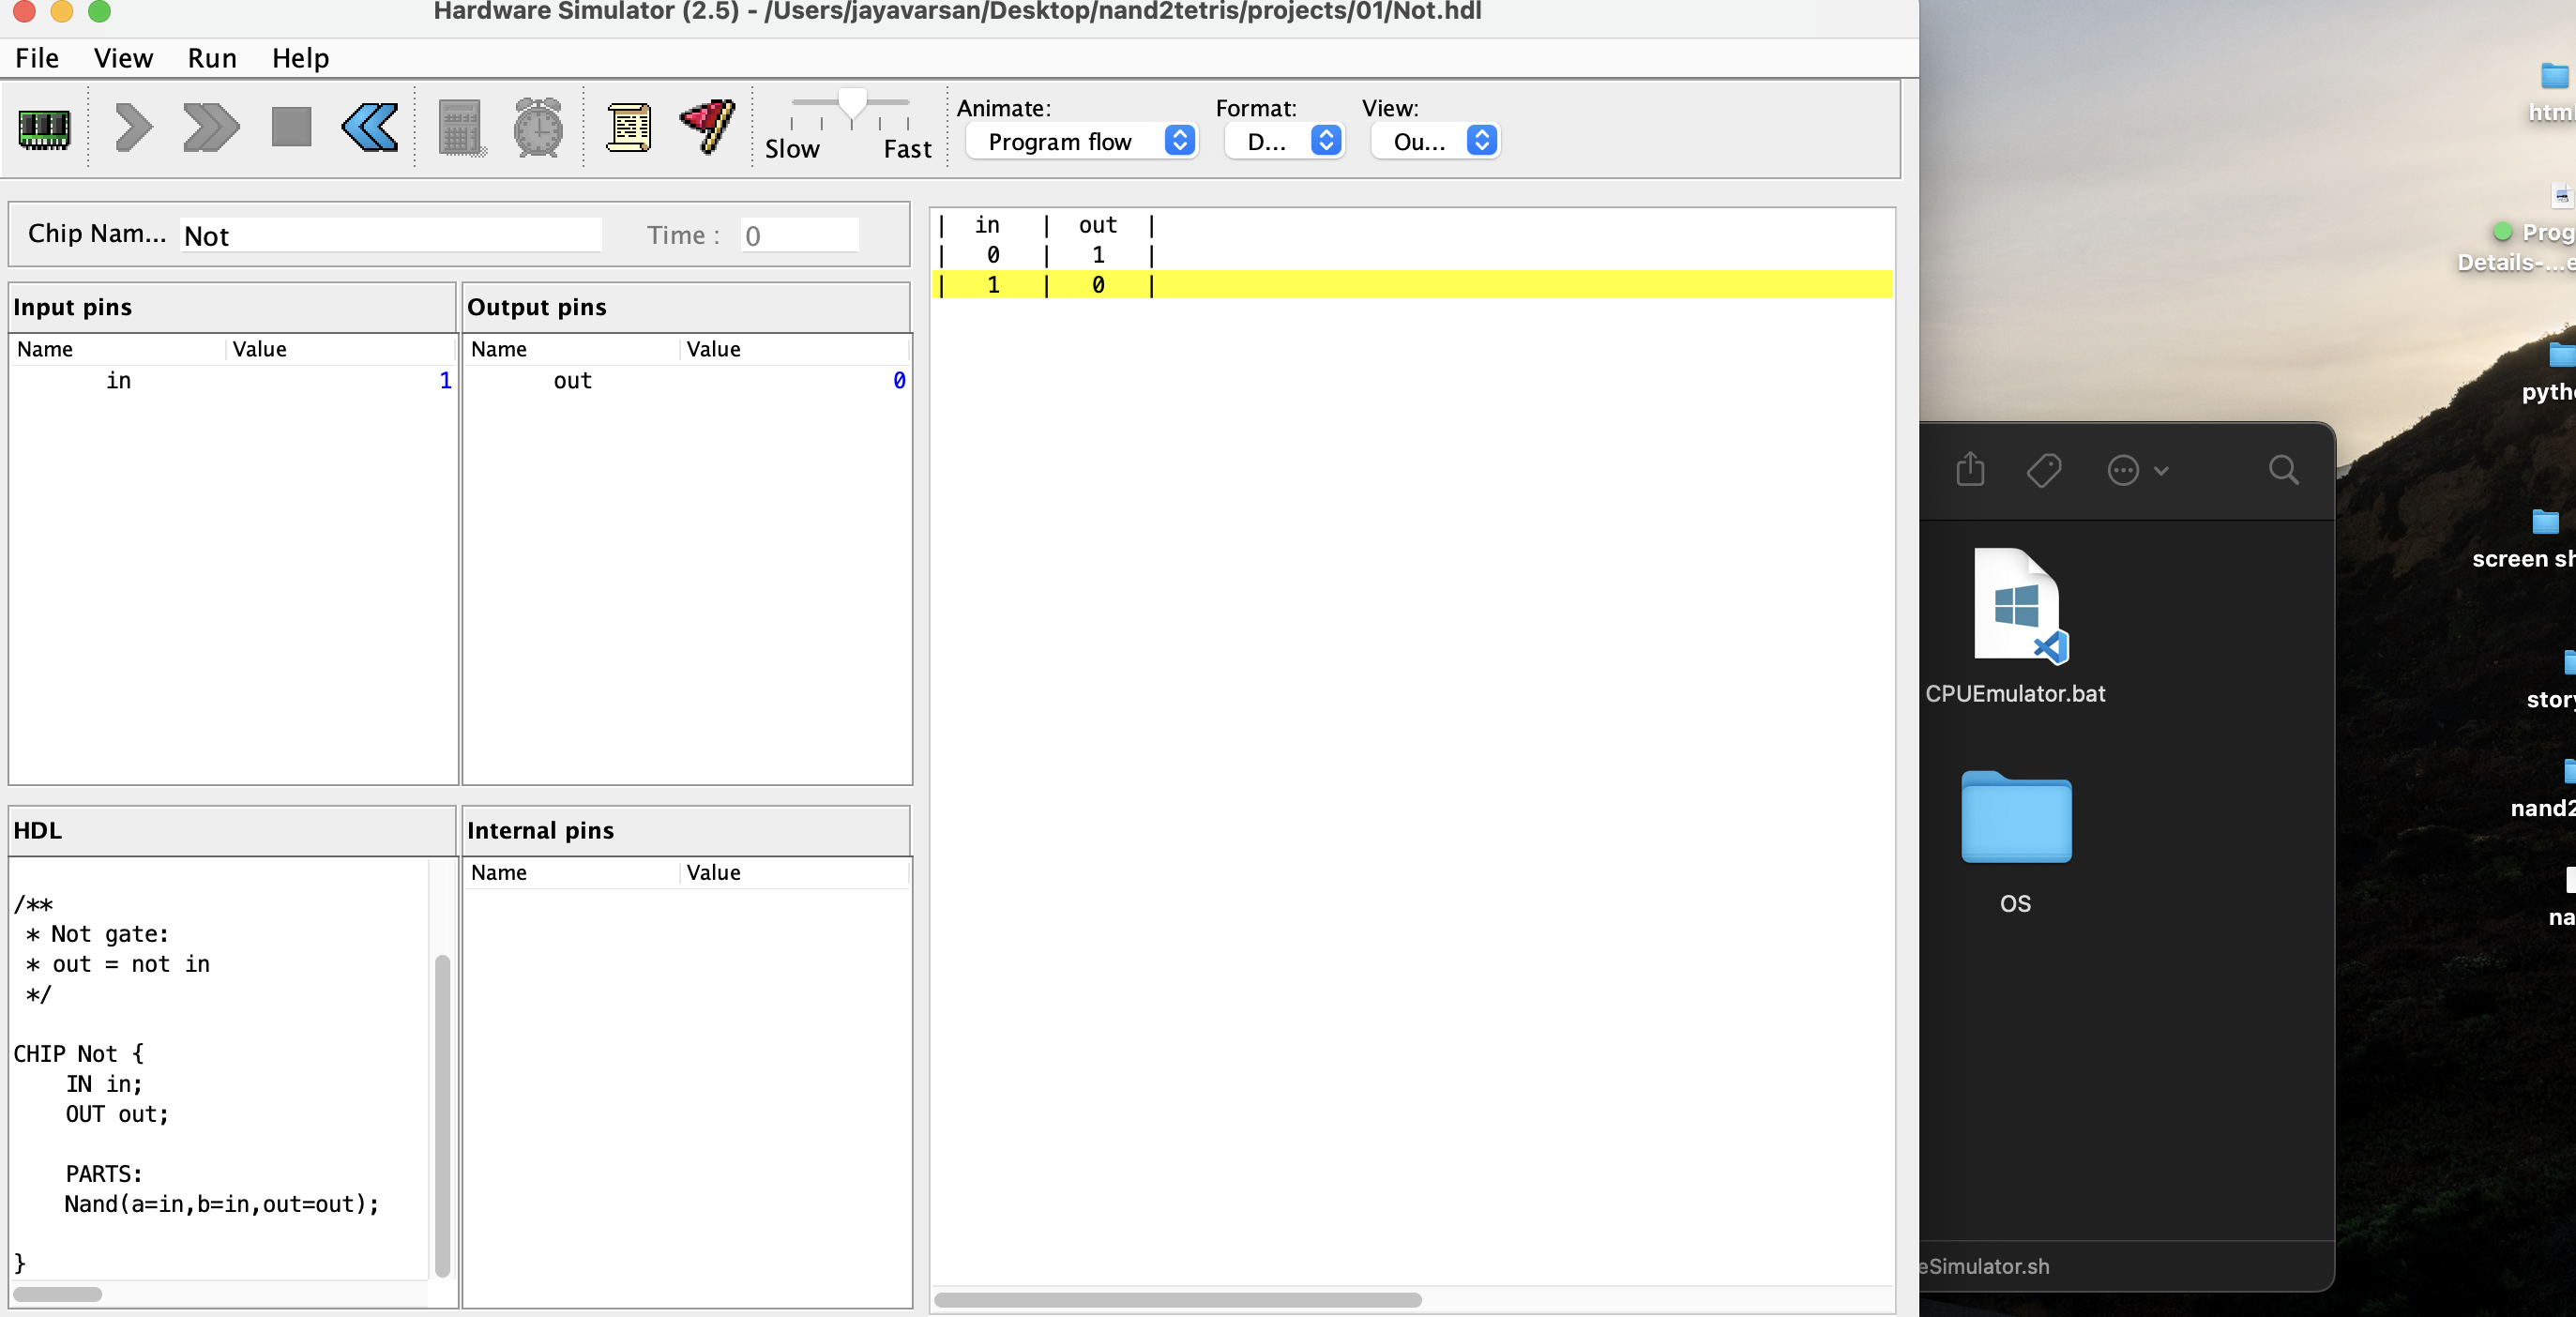 Hardware Simulator (2.5) - /Users/jayavarsan/Desktop/nand2tetris/projects/01/Not.hdl
File View Run Help
Animate: Format: View:
Slow Fast Program flow D... Ou...
Chip Nam... Not Time : 0
Input pins
Name Value
in 1
Output pins
Name Value
out 0
HDL
/**
* Not gate:
* out = not in
*/
CHIP Not {
IN in;
OUT out;
PARTS:
Nand(a=in,b=in,out=out);
}
Internal pins
Name Value
| in | out |
| 0 | 1 |
| 1 | 0 |
CPUEmulator.bat
OS
eSimulator.sh
htm
Prog
Details-...e
pyth
screen sh
story
nand2
na